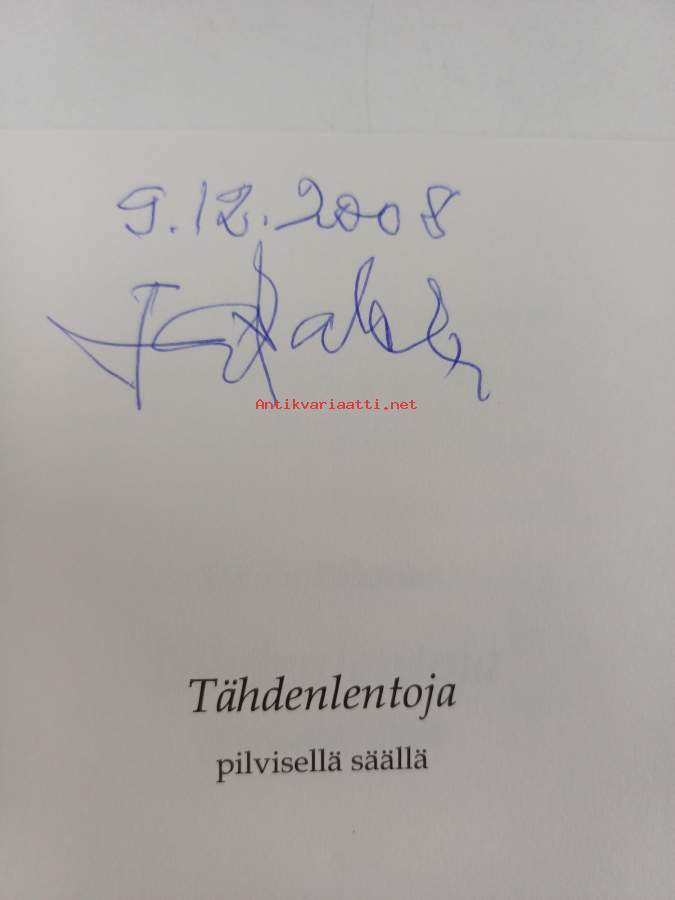 9.12.2008
Antikvariaatti.net
Tähdenlentoja
pilvisellä säällä